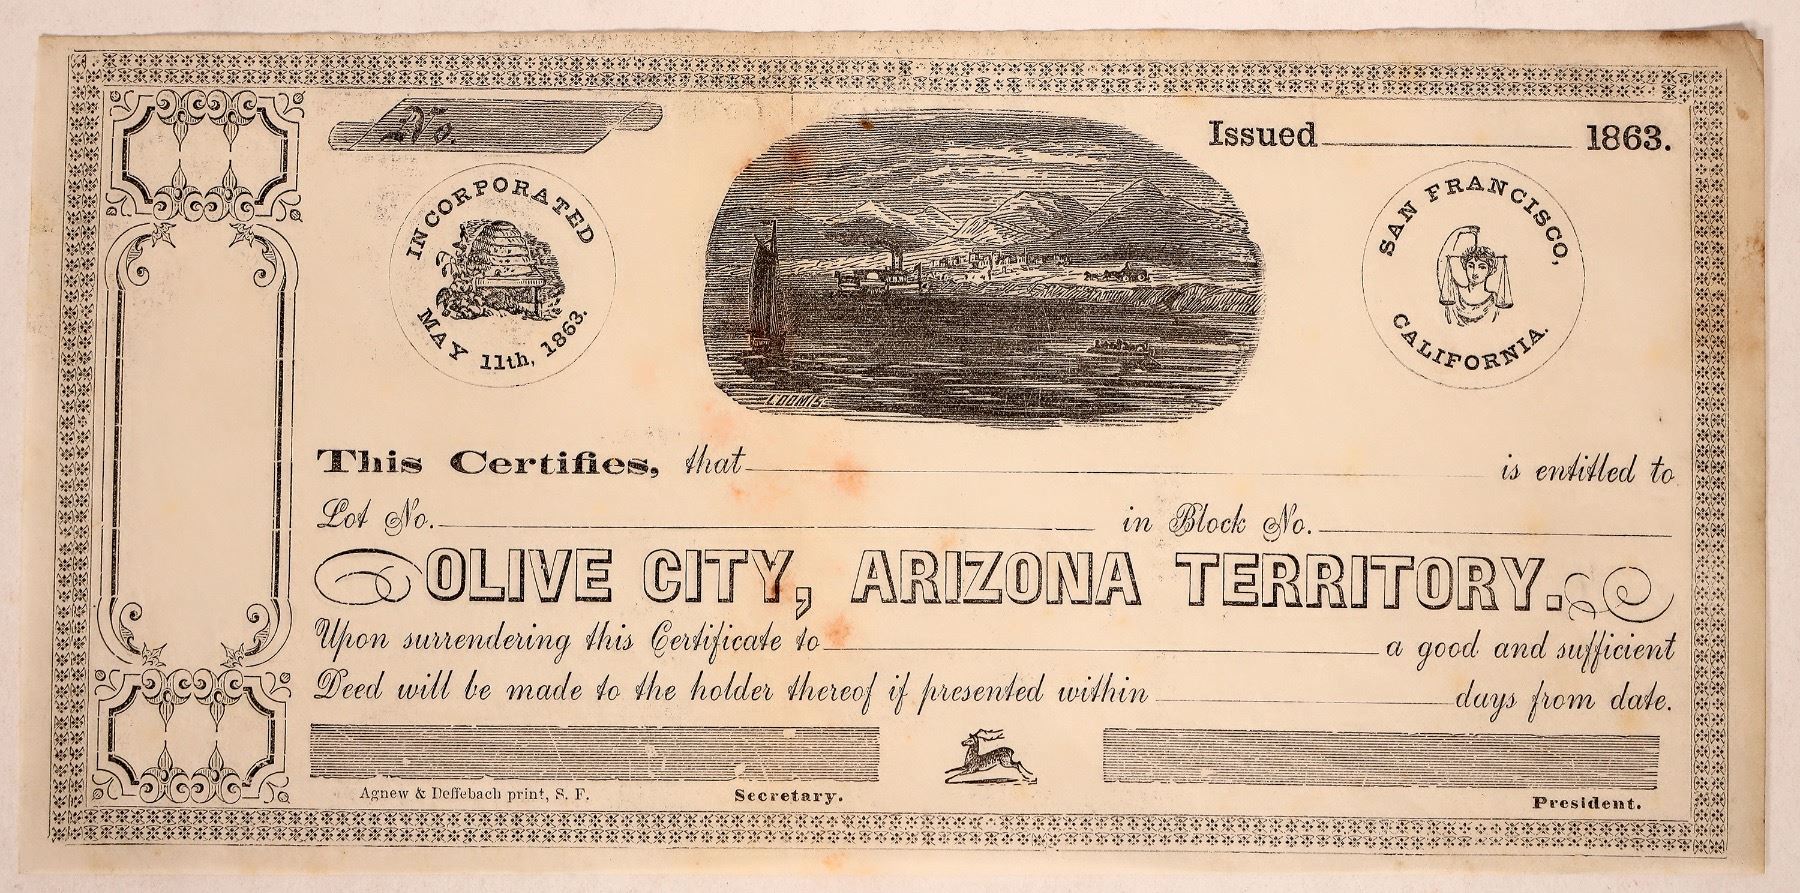 No.
Issued 1863.
INCORPORATED
MAY 11th, 1863.
LOOMIS
SAN FRANCISCO,
CALIFORNIA.
This Certifies, that is entitled to
Lot No. in Block No.
OLIVE CITY, ARIZONA TERRITORY.
Upon surrendering this Certificate to a good and sufficient
Deed will be made to the holder thereof if presented within days from date.
Agnew & Deffebach print, S. F. Secretary.
President.